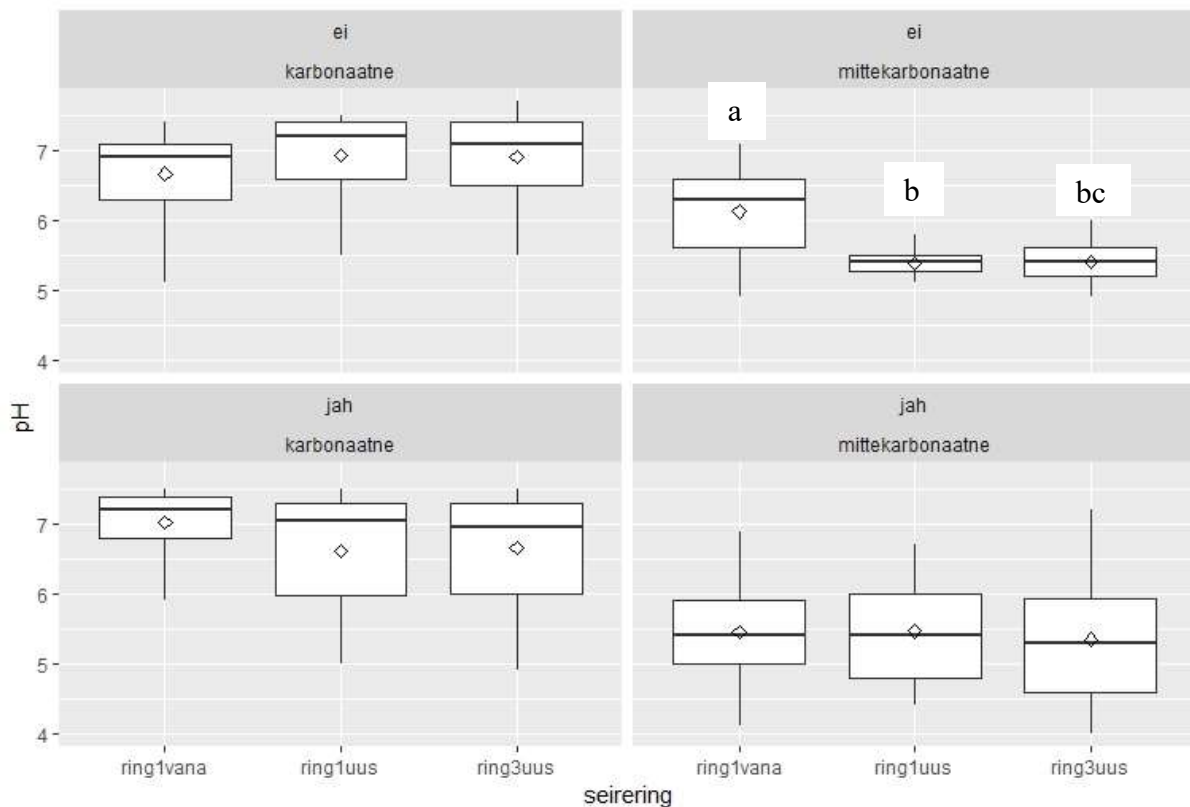 ei
karbonaatne
ei
mittekarbonaatne
a
b
bc
7
6
5
4
pH
jah
karbonaatne
jah
mittekarbonaatne
7
6
5
4
ring1vana
ring1uus
ring3uus
ring1vana
ring1uus
ring3uus
seirering